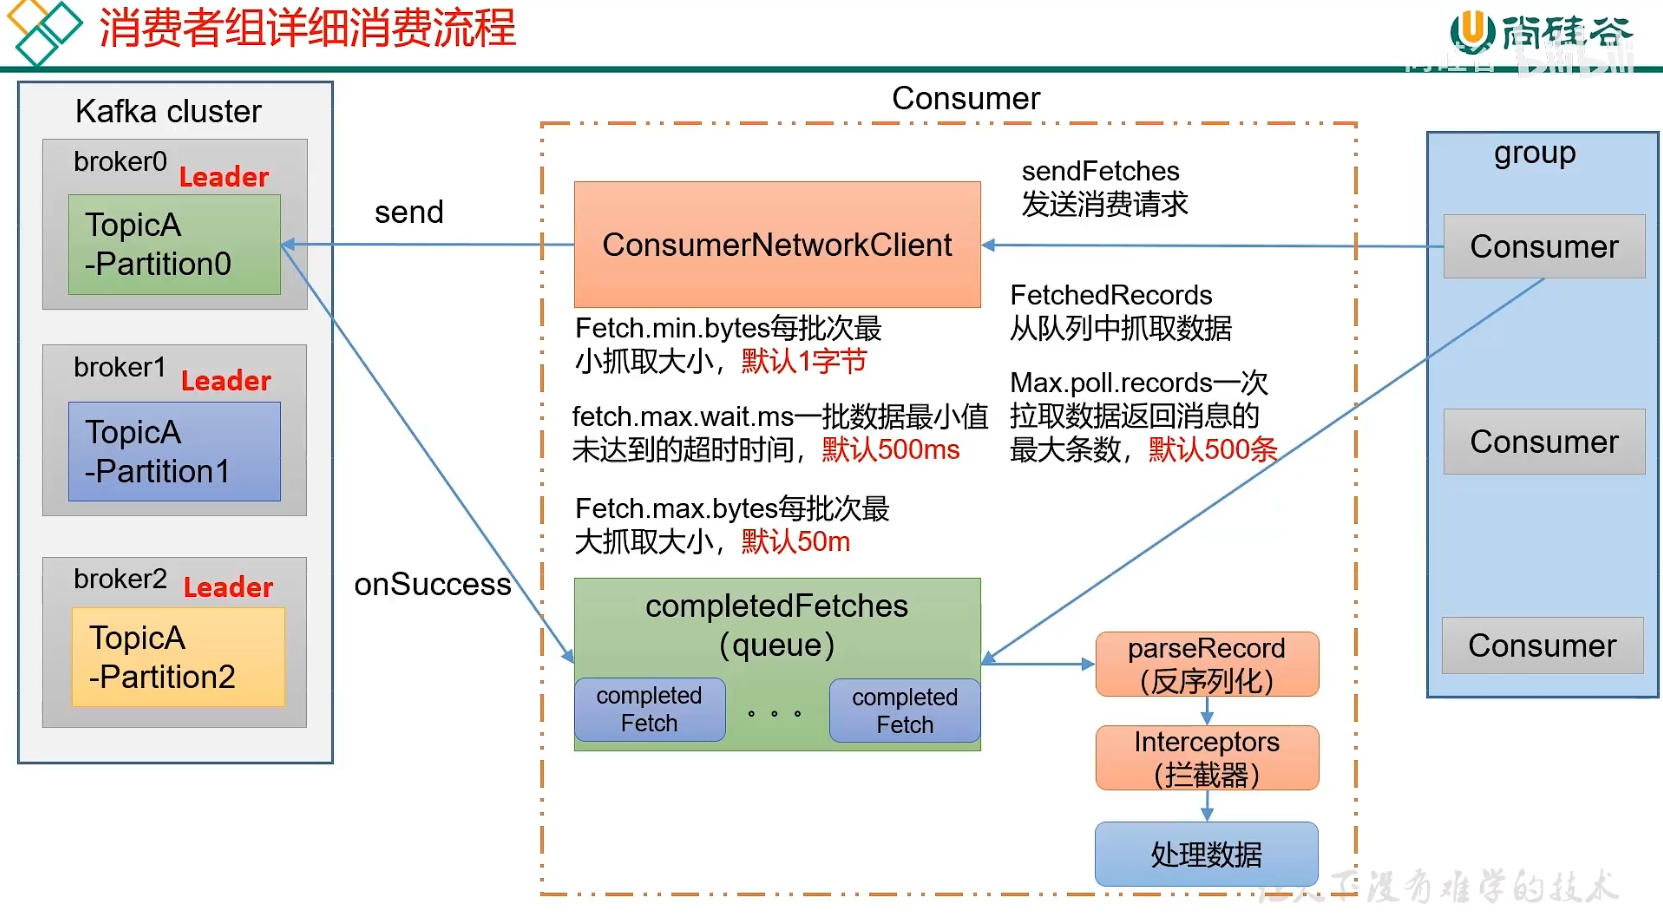 消费者组详细消费流程
尚硅谷
bilibili
Kafka cluster
broker0
Leader
TopicA
-Partition0
broker1
Leader
TopicA
-Partition1
broker2
Leader
TopicA
-Partition2
send
onSuccess
Consumer
ConsumerNetworkClient
Fetch.min.bytes每批次最
小抓取大小，默认1字节
fetch.max.wait.ms一批数据最小值
未达到的超时时间，默认500ms
Fetch.max.bytes每批次最
大抓取大小，默认50m
completedFetches
（queue）
completed
Fetch
。。。
completed
Fetch
sendFetches
发送消费请求
FetchedRecords
从队列中抓取数据
Max.poll.records一次
拉取数据返回消息的
最大条数，默认500条
parseRecord
（反序列化）
Interceptors
（拦截器）
处理数据
group
Consumer
Consumer
Consumer
天下没有难学的技术